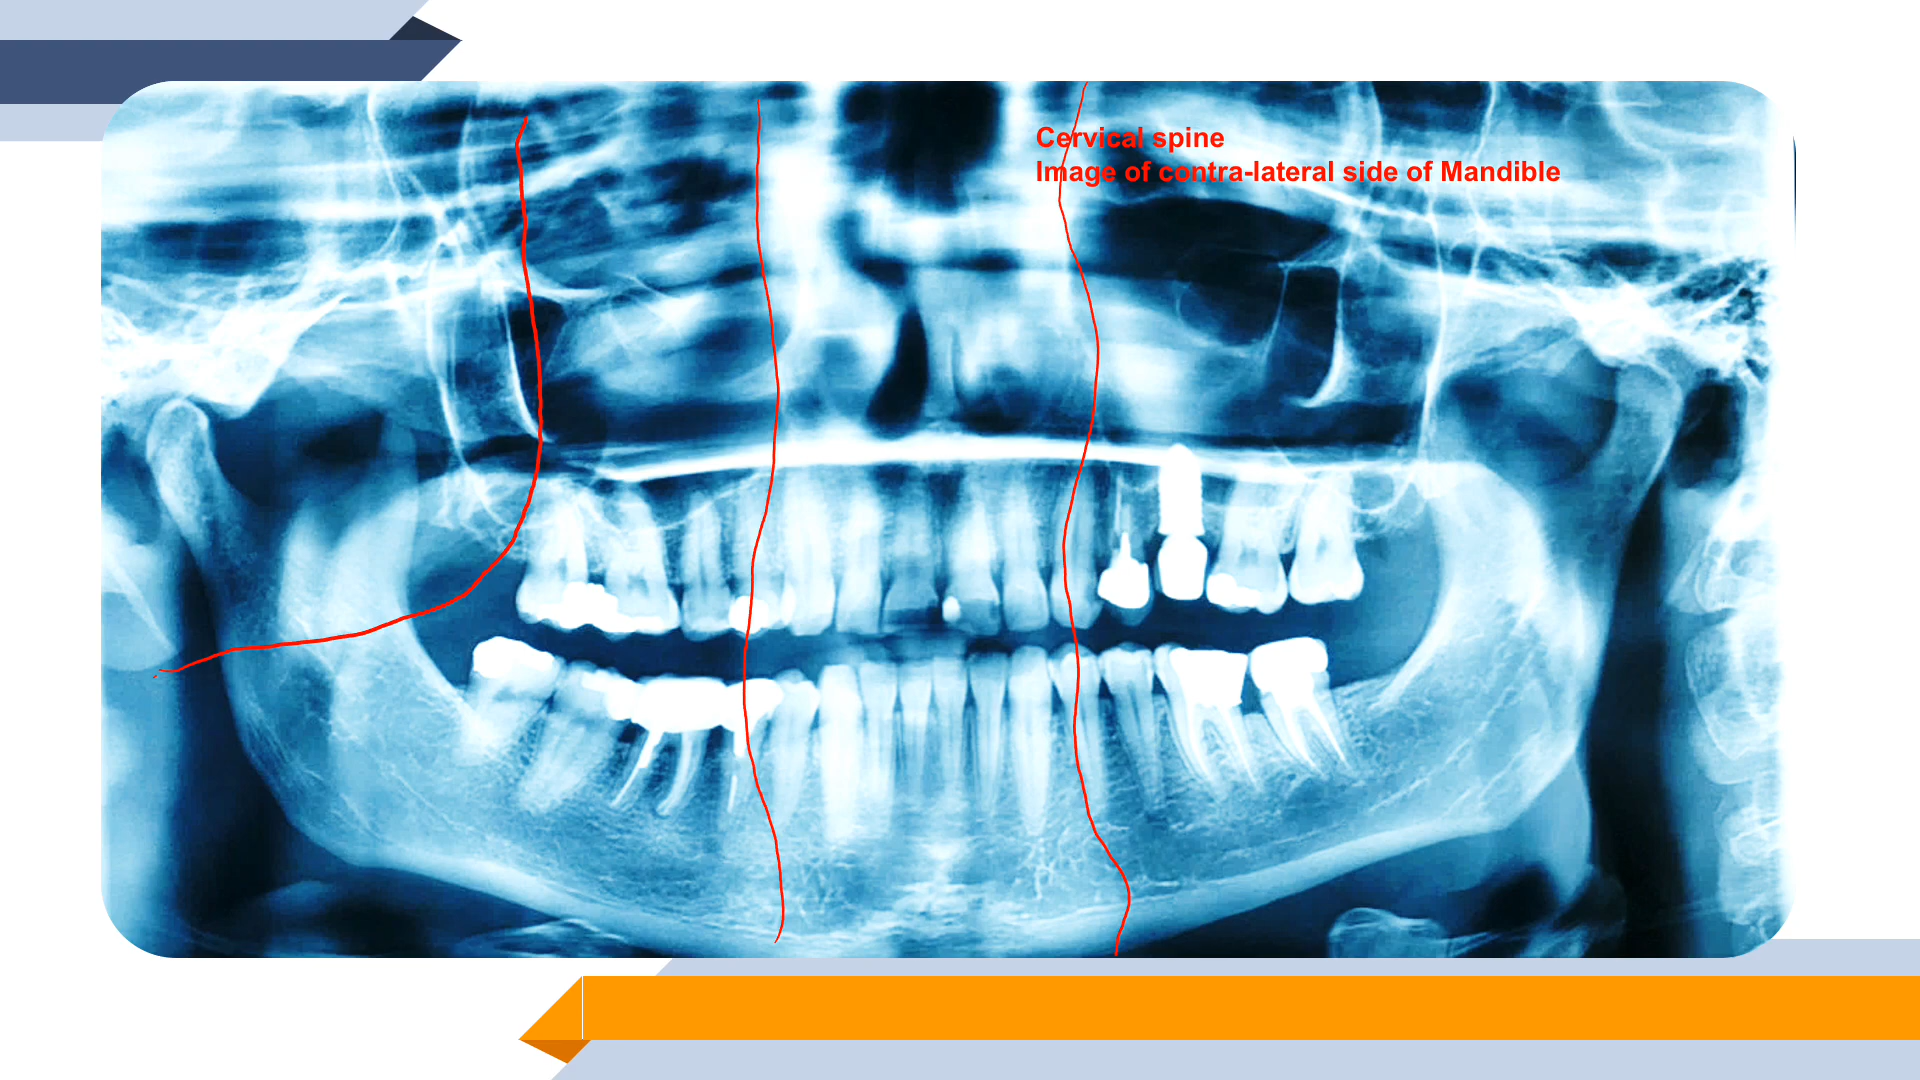 Cervical spine
Image of contra-lateral side of Mandible